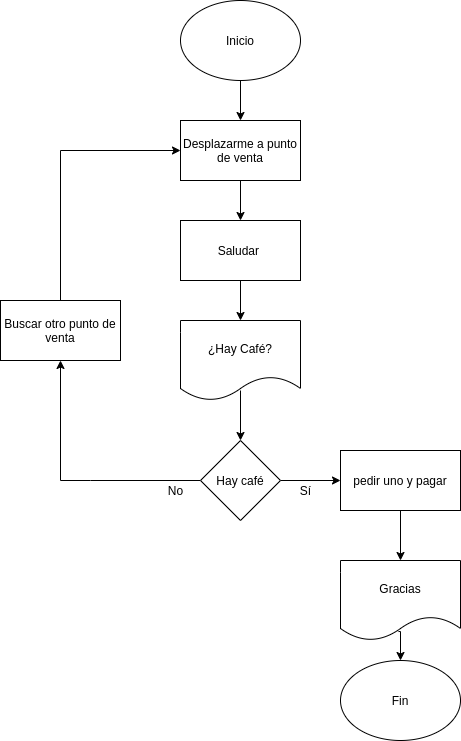 Inicio
Desplazarme a punto
de venta
Saludar
Buscar otro punto de
venta
¿Hay Café?
Hay café
No
Sí
pedir uno y pagar
Gracias
Fin